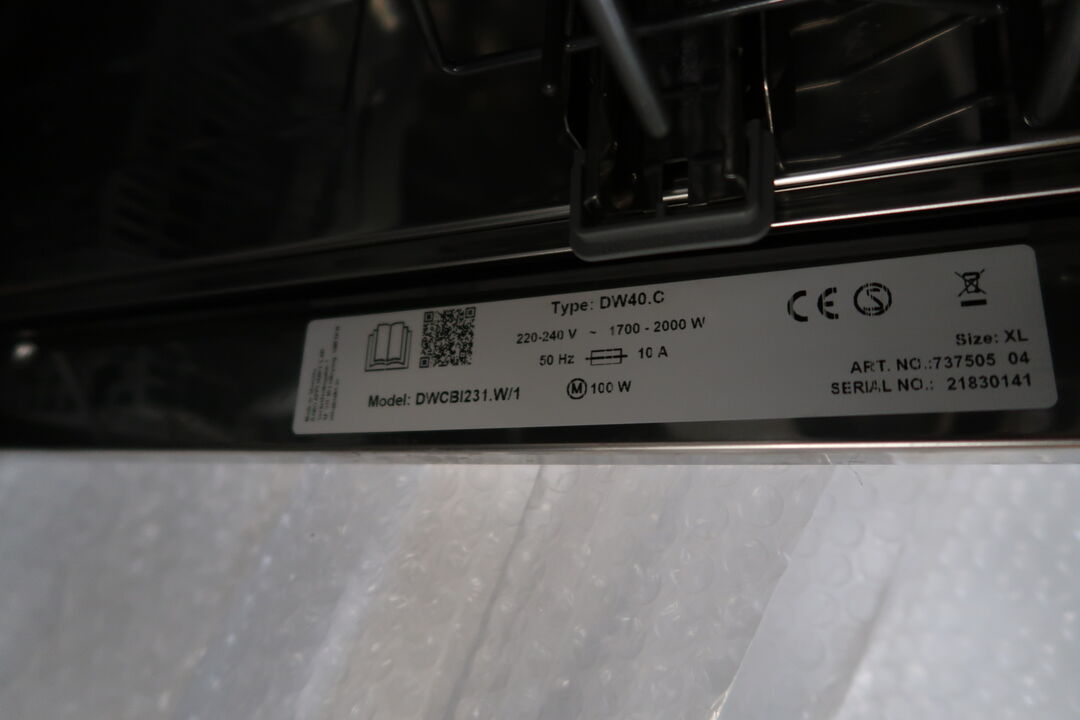 Type: DW40.C
220-240 V ~ 1700 - 2000 W
50 Hz 10 A
M 100 W
Model: DWCBI231.W/1
CE S
Size: XL
ART. NO.:737505 04
SERIAL NO.: 21830141